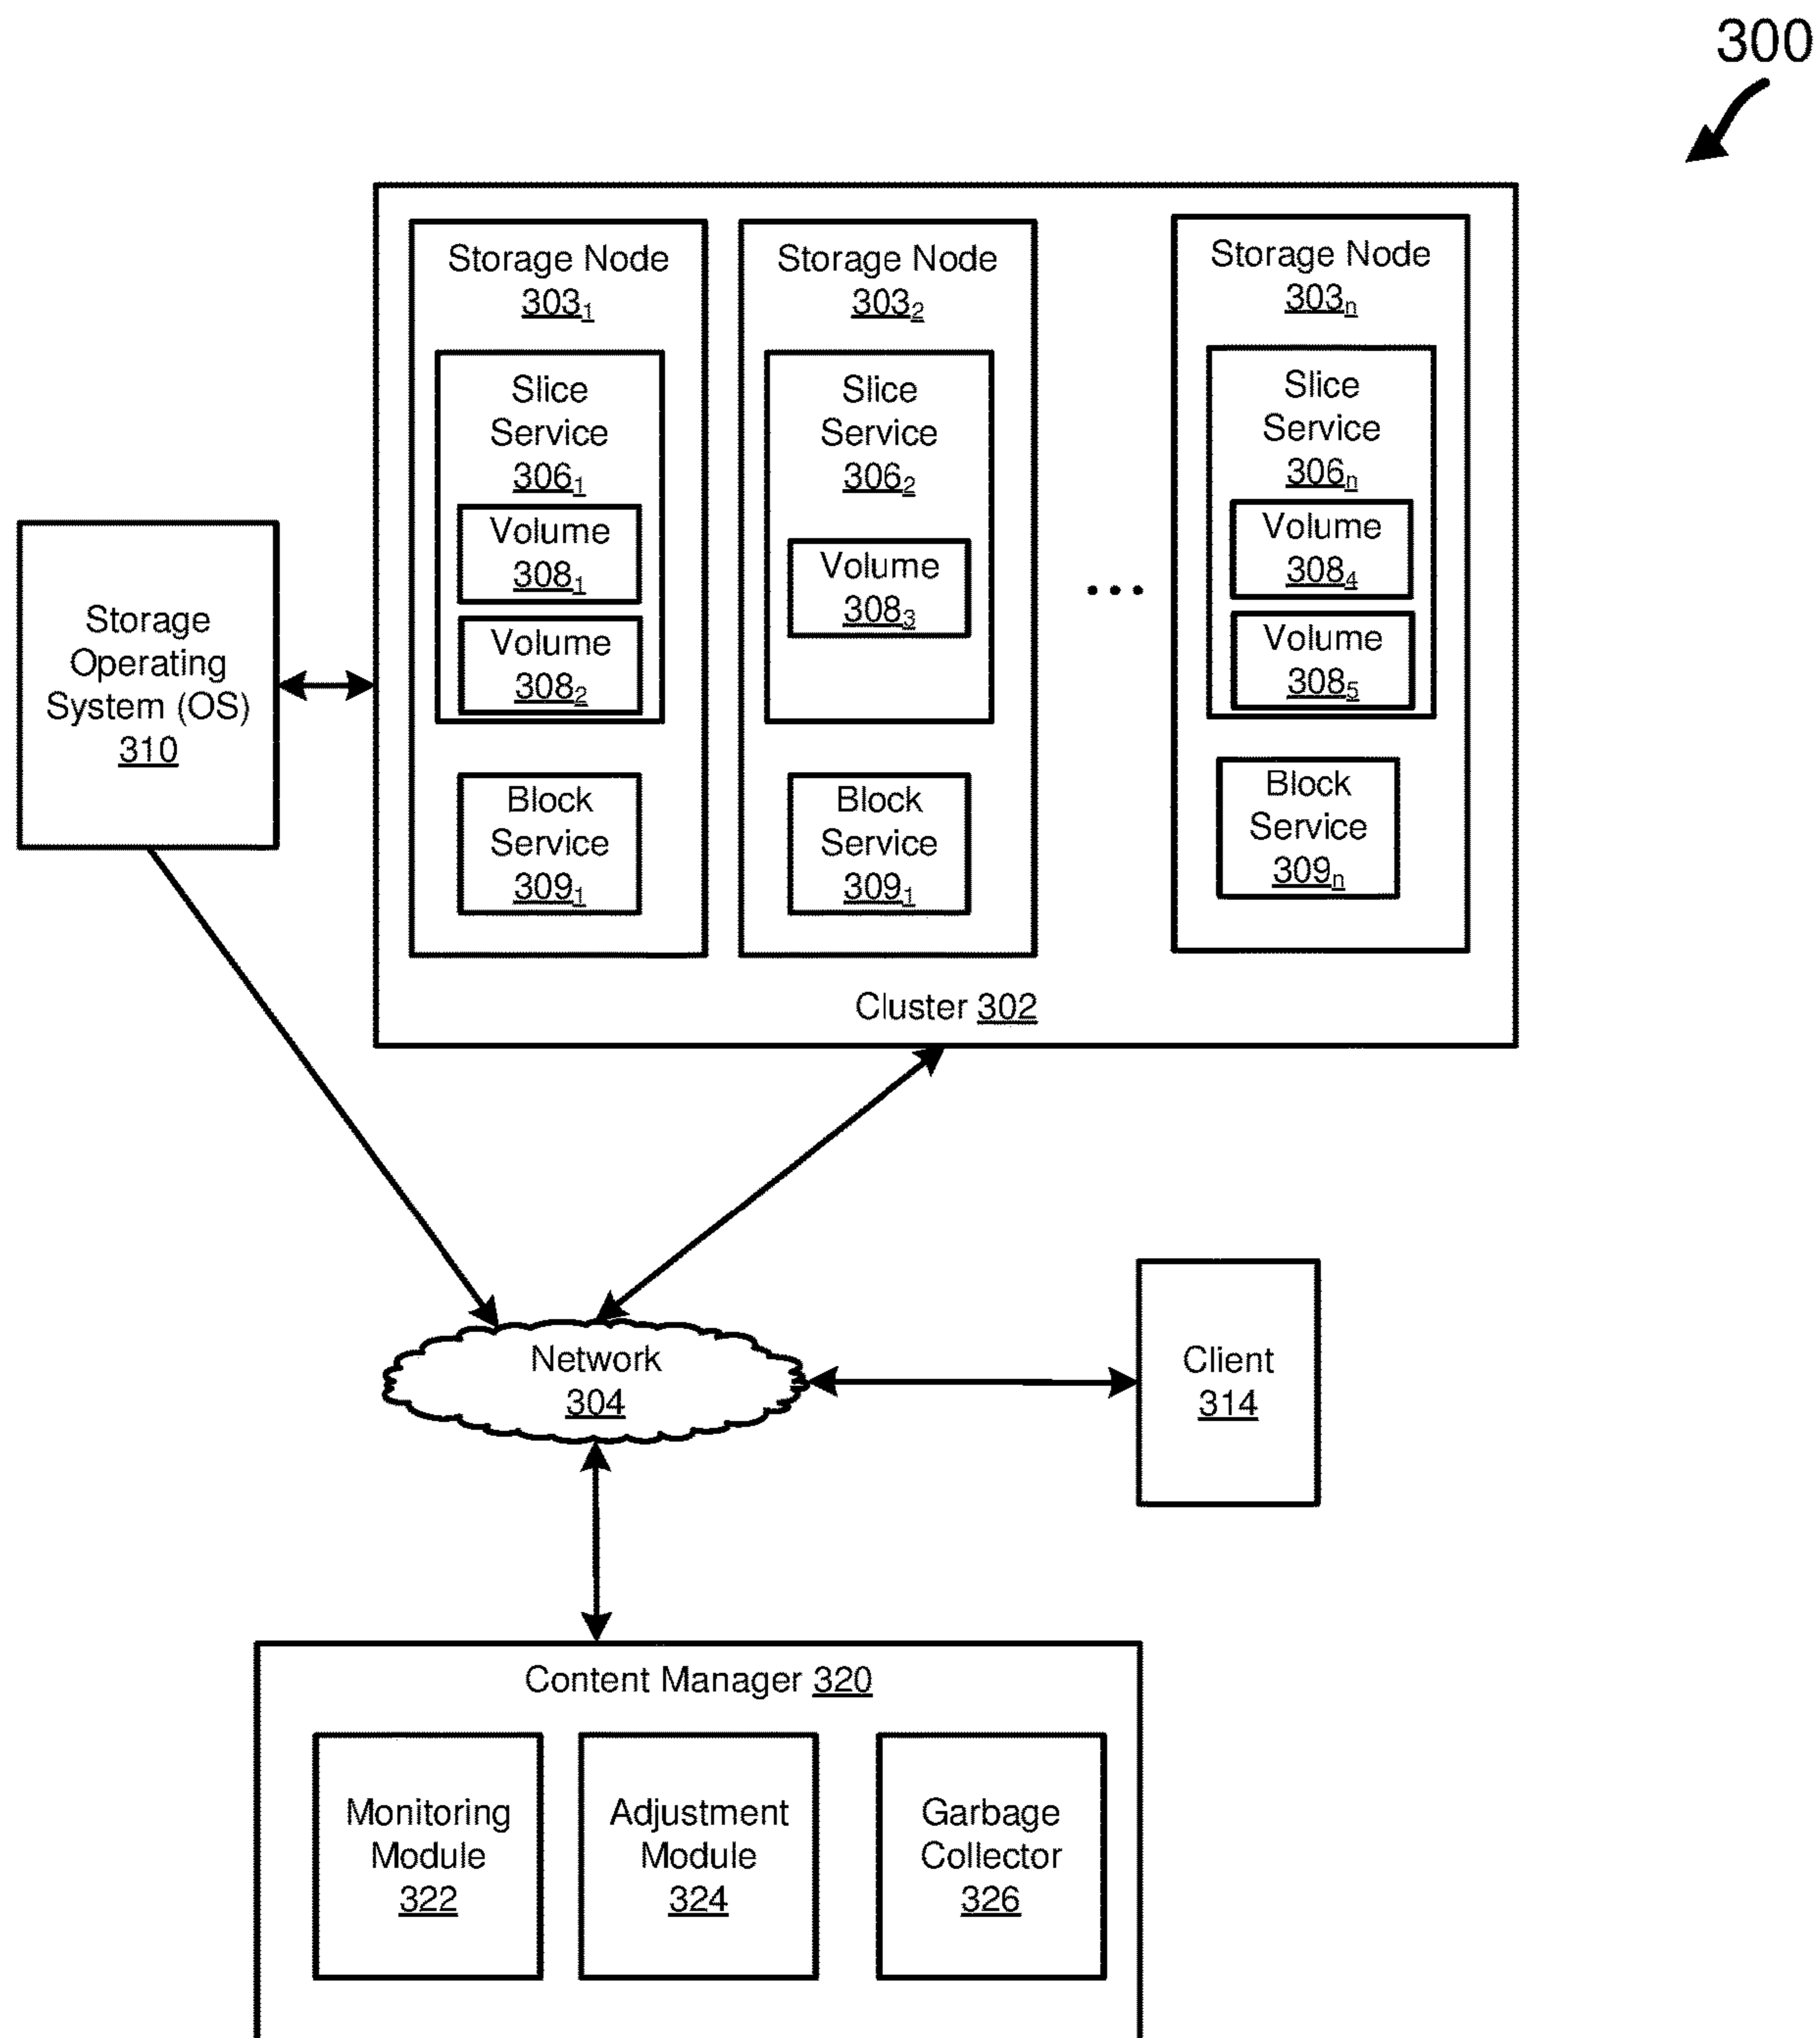 300
Storage Node
303₁
Slice
Service
306₁
Volume
308₁
Volume
308₂
Block
Service
309₁
Storage Node
303₂
Slice
Service
306₂
Volume
308₃
Block
Service
309₁
...
Storage Node
303ₙ
Slice
Service
306ₙ
Volume
308₄
Volume
308₅
Block
Service
309ₙ
Cluster 302
Storage
Operating
System (OS)
310
Network
304
Client
314
Content Manager 320
Monitoring
Module
322
Adjustment
Module
324
Garbage
Collector
326